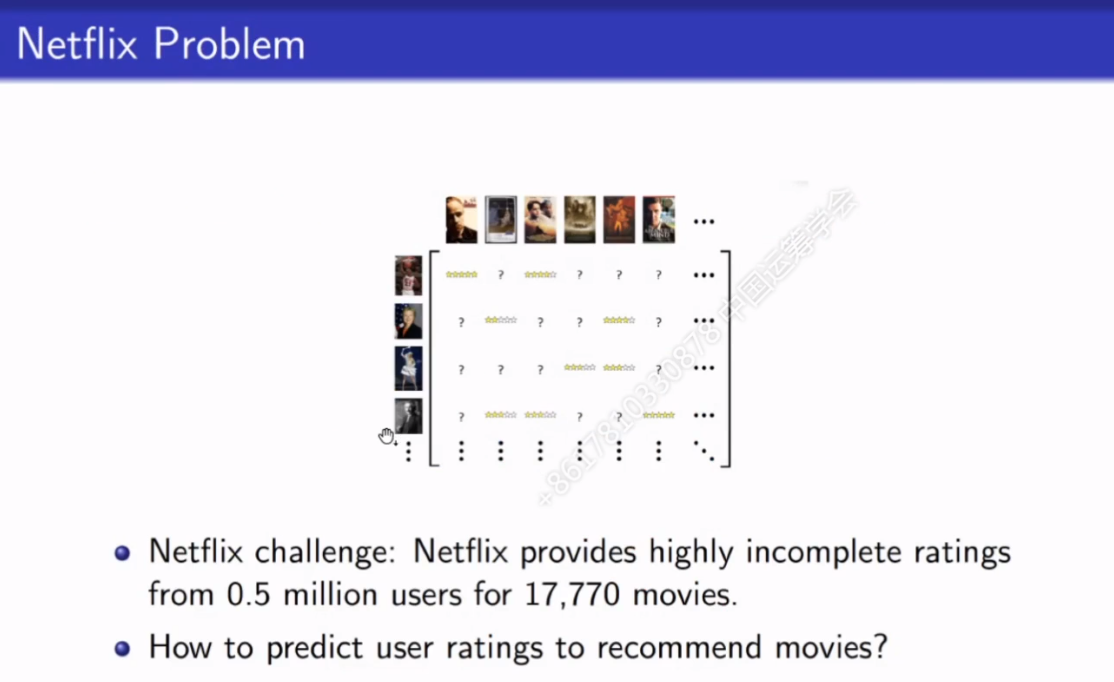 Netflix Problem
...
? ? ? ? ...
? ? ? ? ...
? ? ? ? ...
? ? ? ...
+8617810330878 中国运筹学会
Netflix challenge: Netflix provides highly incomplete ratings
from 0.5 million users for 17,770 movies.
How to predict user ratings to recommend movies?